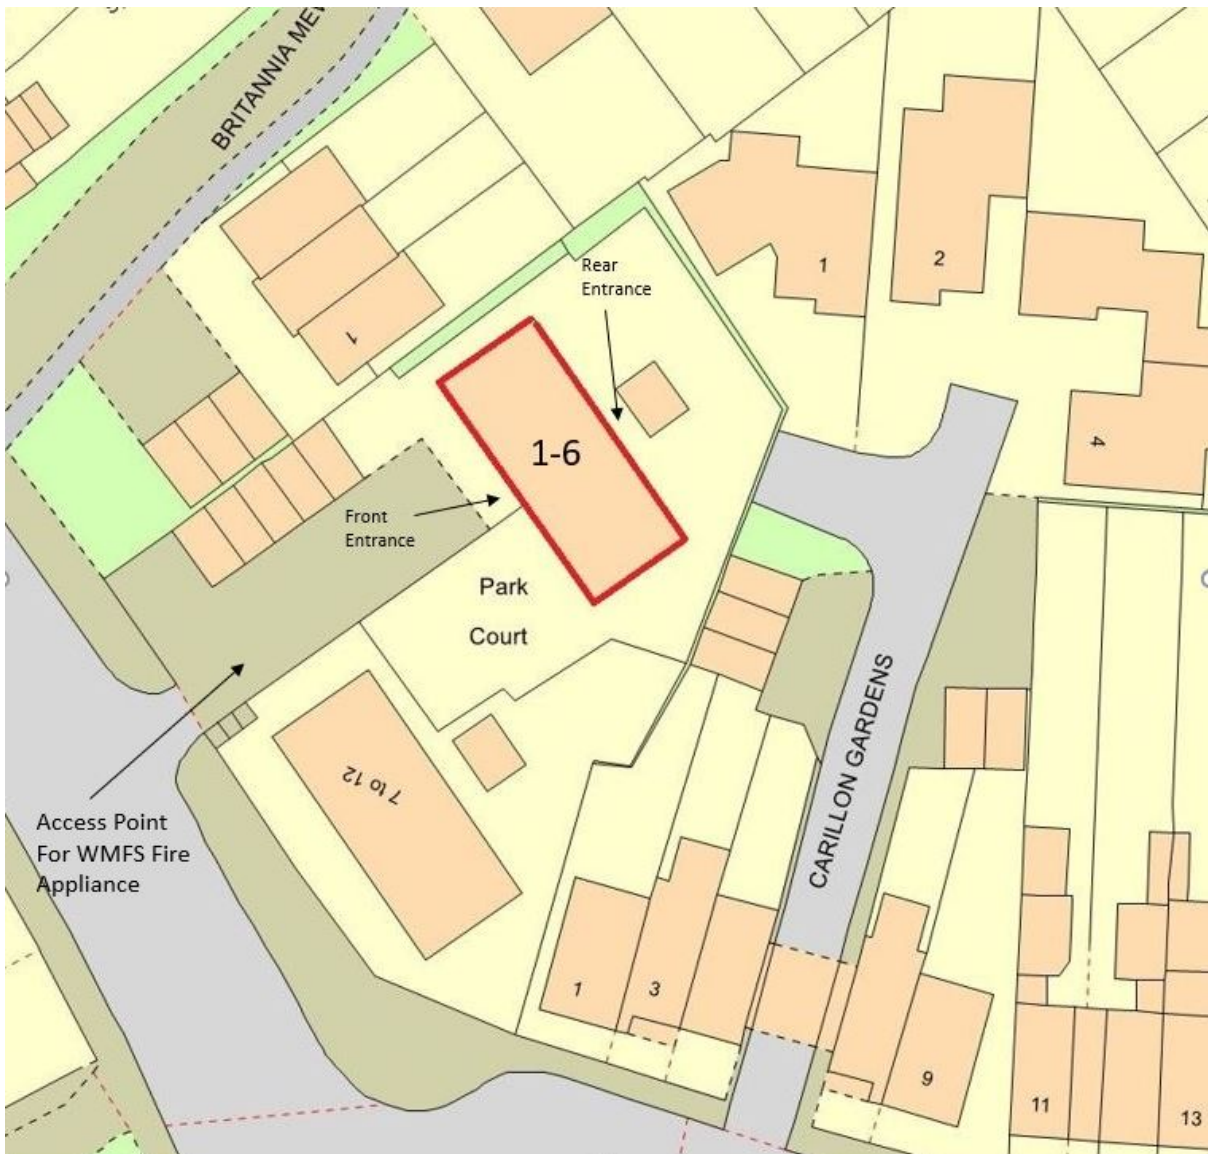 BRITANNIA MEW
1
2
1
Rear
Entrance
1-6
4
Front
Entrance
Park
Court
7 to 12
CARILLON GARDENS
Access Point
For WMFS Fire
Appliance
1
3
9
11
13